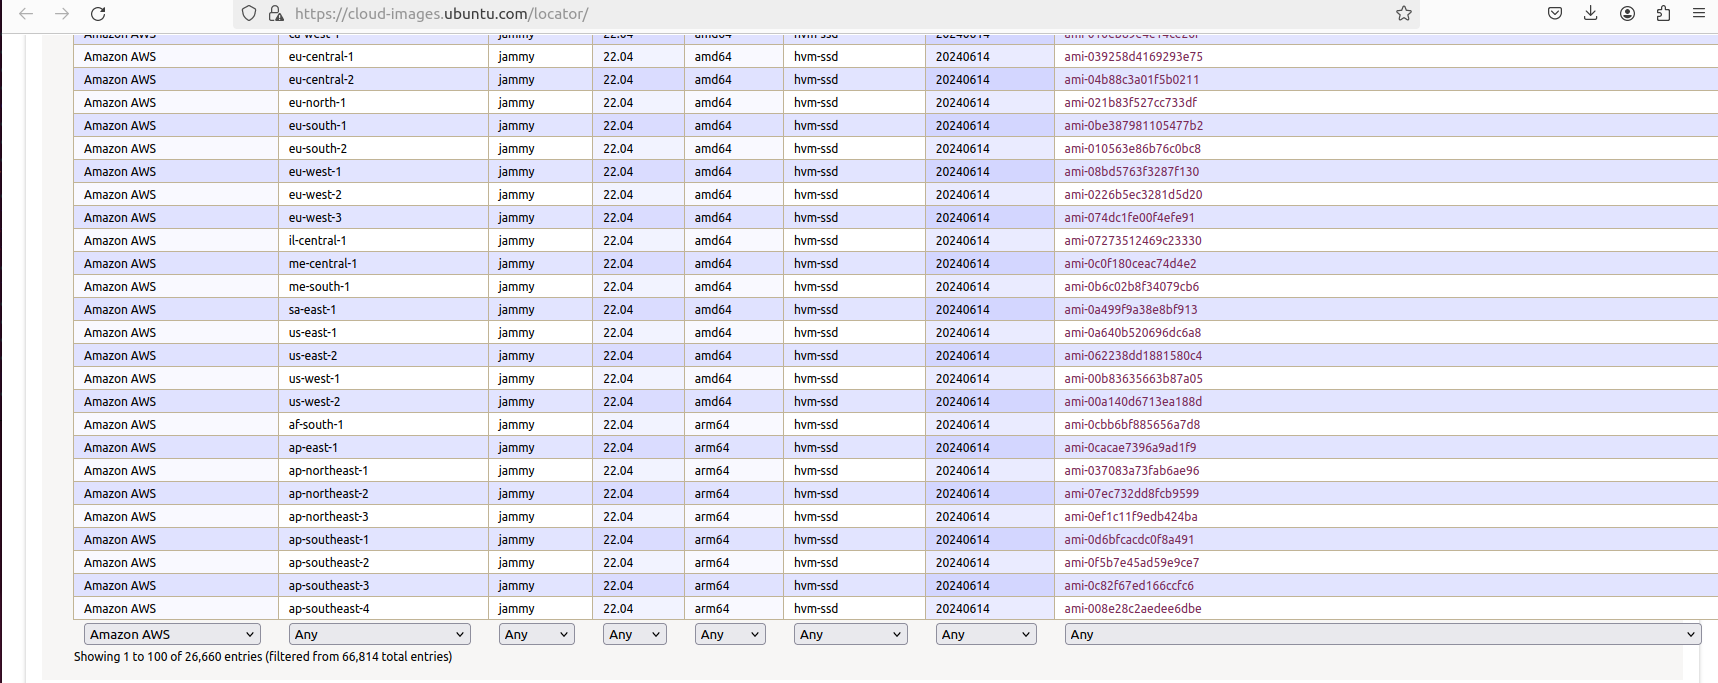 https://cloud-images.ubuntu.com/locator/
Amazon AWS eu-central-1 jammy 22.04 amd64 hvm-ssd 20240614 ami-039258d4169293e75
Amazon AWS eu-central-2 jammy 22.04 amd64 hvm-ssd 20240614 ami-04b88c3a01f5b0211
Amazon AWS eu-north-1 jammy 22.04 amd64 hvm-ssd 20240614 ami-021b83f527cc733df
Amazon AWS eu-south-1 jammy 22.04 amd64 hvm-ssd 20240614 ami-0be387981105477b2
Amazon AWS eu-south-2 jammy 22.04 amd64 hvm-ssd 20240614 ami-010563e86b76c0bc8
Amazon AWS eu-west-1 jammy 22.04 amd64 hvm-ssd 20240614 ami-08bd5763f3287f130
Amazon AWS eu-west-2 jammy 22.04 amd64 hvm-ssd 20240614 ami-0226b5ec3281d5d20
Amazon AWS eu-west-3 jammy 22.04 amd64 hvm-ssd 20240614 ami-074dc1fe00f4efe91
Amazon AWS il-central-1 jammy 22.04 amd64 hvm-ssd 20240614 ami-07273512469c23330
Amazon AWS me-central-1 jammy 22.04 amd64 hvm-ssd 20240614 ami-0c0f180ceac74d4e2
Amazon AWS me-south-1 jammy 22.04 amd64 hvm-ssd 20240614 ami-0b6c02b8f34079cb6
Amazon AWS sa-east-1 jammy 22.04 amd64 hvm-ssd 20240614 ami-0a499f9a38e8bf913
Amazon AWS us-east-1 jammy 22.04 amd64 hvm-ssd 20240614 ami-0a640b520696dc6a8
Amazon AWS us-east-2 jammy 22.04 amd64 hvm-ssd 20240614 ami-062238dd1881580c4
Amazon AWS us-west-1 jammy 22.04 amd64 hvm-ssd 20240614 ami-00b83635663b87a05
Amazon AWS us-west-2 jammy 22.04 amd64 hvm-ssd 20240614 ami-00a140d6713ea188d
Amazon AWS af-south-1 jammy 22.04 arm64 hvm-ssd 20240614 ami-0cbb6bf885656a7d8
Amazon AWS ap-east-1 jammy 22.04 arm64 hvm-ssd 20240614 ami-0cacae7396a9ad1f9
Amazon AWS ap-northeast-1 jammy 22.04 arm64 hvm-ssd 20240614 ami-037083a73fab6ae96
Amazon AWS ap-northeast-2 jammy 22.04 arm64 hvm-ssd 20240614 ami-07ec732dd8fcb9599
Amazon AWS ap-northeast-3 jammy 22.04 arm64 hvm-ssd 20240614 ami-0ef1c11f9edb424ba
Amazon AWS ap-southeast-1 jammy 22.04 arm64 hvm-ssd 20240614 ami-0d6bfcacdc0f8a491
Amazon AWS ap-southeast-2 jammy 22.04 arm64 hvm-ssd 20240614 ami-0f5b7e45ad59e9ce7
Amazon AWS ap-southeast-3 jammy 22.04 arm64 hvm-ssd 20240614 ami-0c82f67ed166ccfc6
Amazon AWS ap-southeast-4 jammy 22.04 arm64 hvm-ssd 20240614 ami-008e28c2aedee6dbe
Amazon AWS Any Any Any Any Any Any Any
Showing 1 to 100 of 26,660 entries (filtered from 66,814 total entries)